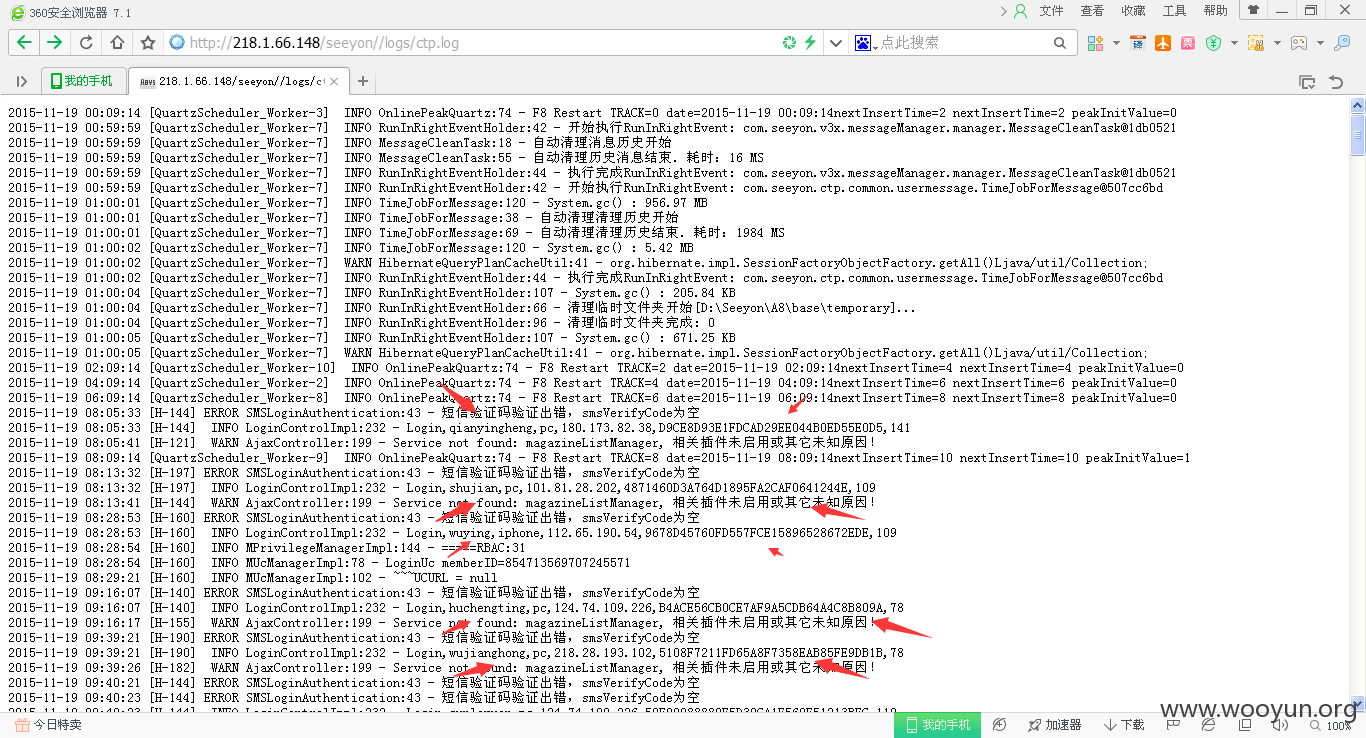 360安全浏览器 7.1
文件 查看 收藏 工具 帮助
http://218.1.66.148/seeyon//logs/ctp.log
点此搜索
我的手机
218.1.66.148/seeyon//logs/ct
2015-11-19 00:09:14 [QuartzScheduler_Worker-3] INFO OnlinePeakQuartz:74 - F8 Restart TRACK=0 date=2015-11-19 00:09:14nextInsertTime=2 nextInsertTime=2 peakInitValue=0
2015-11-19 00:59:59 [QuartzScheduler_Worker-7] INFO RunInRightEventHolder:42 - 开始执行RunInRightEvent: com.seeyon.v3x.messageManager.manager.MessageCleanTask@1db0521
2015-11-19 00:59:59 [QuartzScheduler_Worker-7] INFO MessageCleanTask:18 - 自动清理消息历史开始
2015-11-19 00:59:59 [QuartzScheduler_Worker-7] INFO MessageCleanTask:55 - 自动清理历史消息结束. 耗时: 16 MS
2015-11-19 00:59:59 [QuartzScheduler_Worker-7] INFO RunInRightEventHolder:44 - 执行完成RunInRightEvent: com.seeyon.v3x.messageManager.manager.MessageCleanTask@1db0521
2015-11-19 00:59:59 [QuartzScheduler_Worker-7] INFO RunInRightEventHolder:42 - 开始执行RunInRightEvent: com.seeyon.ctp.common.usermessage.TimeJobForMessage@507cc6bd
2015-11-19 01:00:01 [QuartzScheduler_Worker-7] INFO TimeJobForMessage:120 - System.gc() : 956.97 MB
2015-11-19 01:00:01 [QuartzScheduler_Worker-7] INFO TimeJobForMessage:38 - 自动清理清理历史开始
2015-11-19 01:00:01 [QuartzScheduler_Worker-7] INFO TimeJobForMessage:69 - 自动清理清理历史结束. 耗时: 1984 MS
2015-11-19 01:00:02 [QuartzScheduler_Worker-7] INFO TimeJobForMessage:120 - System.gc() : 5.42 MB
2015-11-19 01:00:02 [QuartzScheduler_Worker-7] WARN HibernateQueryPlanCacheUtil:41 - org.hibernate.impl.SessionFactoryObjectFactory.getAll()Ljava/util/Collection;
2015-11-19 01:00:02 [QuartzScheduler_Worker-7] INFO RunInRightEventHolder:44 - 执行完成RunInRightEvent: com.seeyon.ctp.common.usermessage.TimeJobForMessage@507cc6bd
2015-11-19 01:00:04 [QuartzScheduler_Worker-7] INFO RunInRightEventHolder:107 - System.gc() : 205.84 KB
2015-11-19 01:00:04 [QuartzScheduler_Worker-7] INFO RunInRightEventHolder:66 - 清理临时文件夹开始[D:\Seeyon\A8\base\temporary]...
2015-11-19 01:00:04 [QuartzScheduler_Worker-7] INFO RunInRightEventHolder:96 - 清理临时文件夹完成: 0
2015-11-19 01:00:05 [QuartzScheduler_Worker-7] INFO RunInRightEventHolder:107 - System.gc() : 671.25 KB
2015-11-19 01:00:05 [QuartzScheduler_Worker-7] WARN HibernateQueryPlanCacheUtil:41 - org.hibernate.impl.SessionFactoryObjectFactory.getAll()Ljava/util/Collection;
2015-11-19 02:09:14 [QuartzScheduler_Worker-10] INFO OnlinePeakQuartz:74 - F8 Restart TRACK=2 date=2015-11-19 02:09:14nextInsertTime=4 nextInsertTime=4 peakInitValue=0
2015-11-19 04:09:14 [QuartzScheduler_Worker-2] INFO OnlinePeakQuartz:74 - F8 Restart TRACK=4 date=2015-11-19 04:09:14nextInsertTime=6 nextInsertTime=6 peakInitValue=0
2015-11-19 06:09:14 [QuartzScheduler_Worker-8] INFO OnlinePeakQuartz:74 - F8 Restart TRACK=6 date=2015-11-19 06:09:14nextInsertTime=8 nextInsertTime=8 peakInitValue=0
2015-11-19 08:05:33 [H-144] ERROR SMSLoginAuthentication:43 - 短信验证码验证出错，smsVerifyCode为空
2015-11-19 08:05:33 [H-144] INFO LoginControlImpl:232 - Login,qianyingheng,pc,180.173.82.38,D9CE8D93E1FDCAD29EE044B0ED55E0D5,141
2015-11-19 08:05:41 [H-121] WARN AjaxController:199 - Service not found: magazineListManager, 相关插件未启用或其它未知原因!
2015-11-19 08:09:14 [QuartzScheduler_Worker-9] INFO OnlinePeakQuartz:74 - F8 Restart TRACK=8 date=2015-11-19 08:09:14nextInsertTime=10 nextInsertTime=10 peakInitValue=1
2015-11-19 08:13:32 [H-197] ERROR SMSLoginAuthentication:43 - 短信验证码验证出错，smsVerifyCode为空
2015-11-19 08:13:32 [H-197] INFO LoginControlImpl:232 - Login,shujian,pc,101.81.28.202,4871460D3A764D1895FA2CAF0641244E,109
2015-11-19 08:13:41 [H-144] WARN AjaxController:199 - Service not found: magazineListManager, 相关插件未启用或其它未知原因!
2015-11-19 08:28:53 [H-160] ERROR SMSLoginAuthentication:43 - 短信验证码验证出错，smsVerifyCode为空
2015-11-19 08:28:53 [H-160] INFO LoginControlImpl:232 - Login,wuying,iphone,112.65.190.54,9678D45760FD557FCE15896528672EDE,109
2015-11-19 08:28:54 [H-160] INFO MPrivilegeManagerImpl:144 - =====RBAC:31
2015-11-19 08:28:54 [H-160] INFO MUcManagerImpl:78 - LoginUc memberID=854713569707245571
2015-11-19 08:29:21 [H-160] INFO MUcManagerImpl:102 - ~~~UCURL = null
2015-11-19 09:16:07 [H-140] ERROR SMSLoginAuthentication:43 - 短信验证码验证出错，smsVerifyCode为空
2015-11-19 09:16:07 [H-140] INFO LoginControlImpl:232 - Login,huchengting,pc,124.74.109.226,B4ACE56CB0CE7AF9A5CDB64A4C8B809A,78
2015-11-19 09:16:17 [H-155] WARN AjaxController:199 - Service not found: magazineListManager, 相关插件未启用或其它未知原因!
2015-11-19 09:39:21 [H-190] ERROR SMSLoginAuthentication:43 - 短信验证码验证出错，smsVerifyCode为空
2015-11-19 09:39:21 [H-190] INFO LoginControlImpl:232 - Login,wujianghong,pc,218.28.193.102,5108F7211FD65A8F7358EAB85FE9DB1B,78
2015-11-19 09:39:26 [H-182] WARN AjaxController:199 - Service not found: magazineListManager, 相关插件未启用或其它未知原因!
2015-11-19 09:40:21 [H-144] ERROR SMSLoginAuthentication:43 - 短信验证码验证出错，smsVerifyCode为空
2015-11-19 09:40:23 [H-144] ERROR SMSLoginAuthentication:43 - 短信验证码验证出错，smsVerifyCode为空
www.wooyun.org
今日特卖
我的手机
加速器
下载
100%